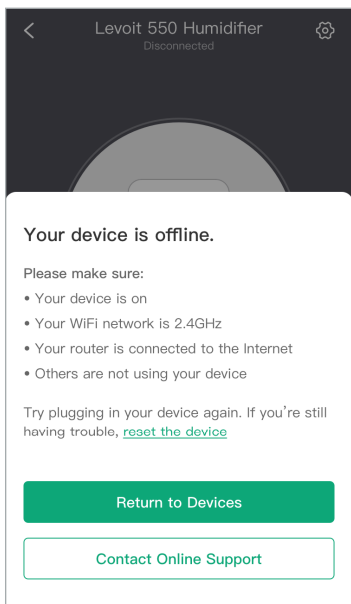 Levoit 550 Humidifier
Disconnected
Your device is offline.
Please make sure:
• Your device is on
• Your WiFi network is 2.4GHz
• Your router is connected to the Internet
• Others are not using your device
Try plugging in your device again. If you're still
having trouble, reset the device
Return to Devices
Contact Online Support